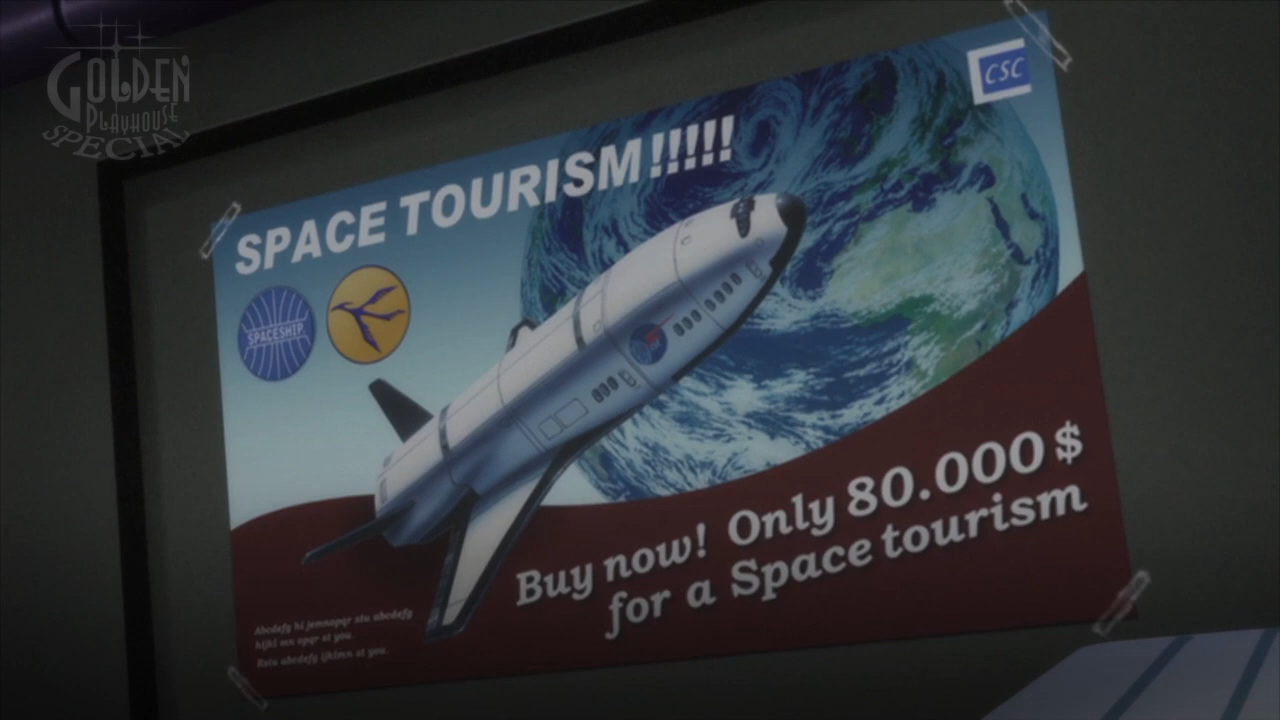 GOLDEN
PLAYHOUSE
SPECIAL
CSC
SPACE TOURISM!!!!!
SPACESHIP
Buy now! Only 80.000 $
for a Space tourism
Abcdefg hi jemnopqr stu abcdefg
hijkl mn opqr st you.
Rstu abcdefg ijklmn st you.